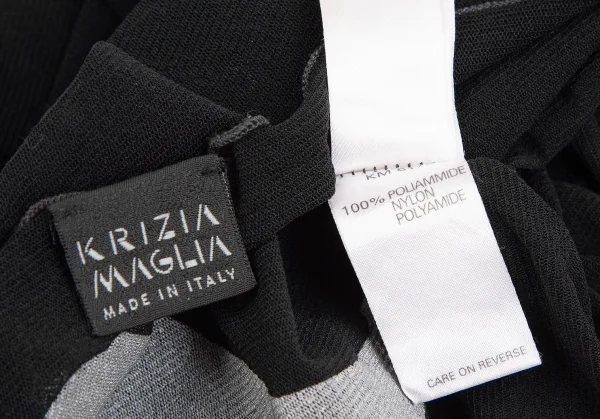 KRIZIA
MAGLIA
MADE IN ITALY
100% POLIAMMIDE
NYLON
POLYAMIDE
CARE ON REVERSE